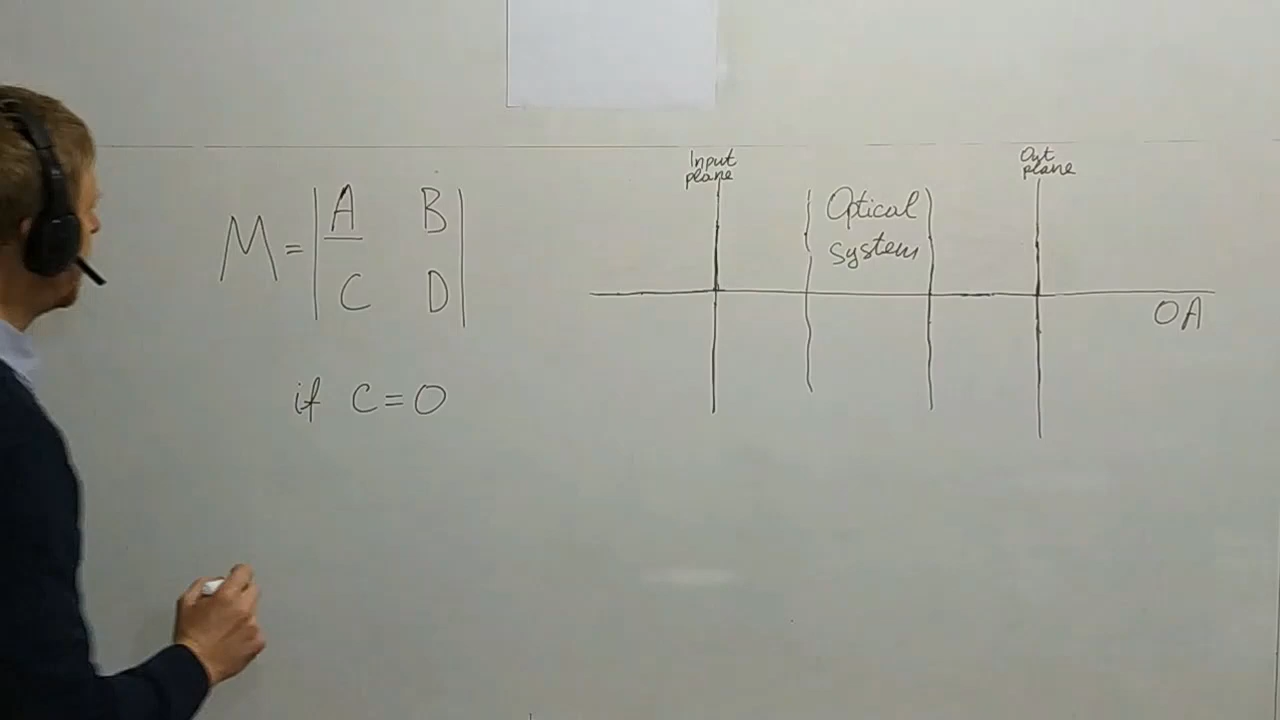 M = | A B |
| C D |
if C = 0
Input
plane
Optical
system
Out
plane
OA